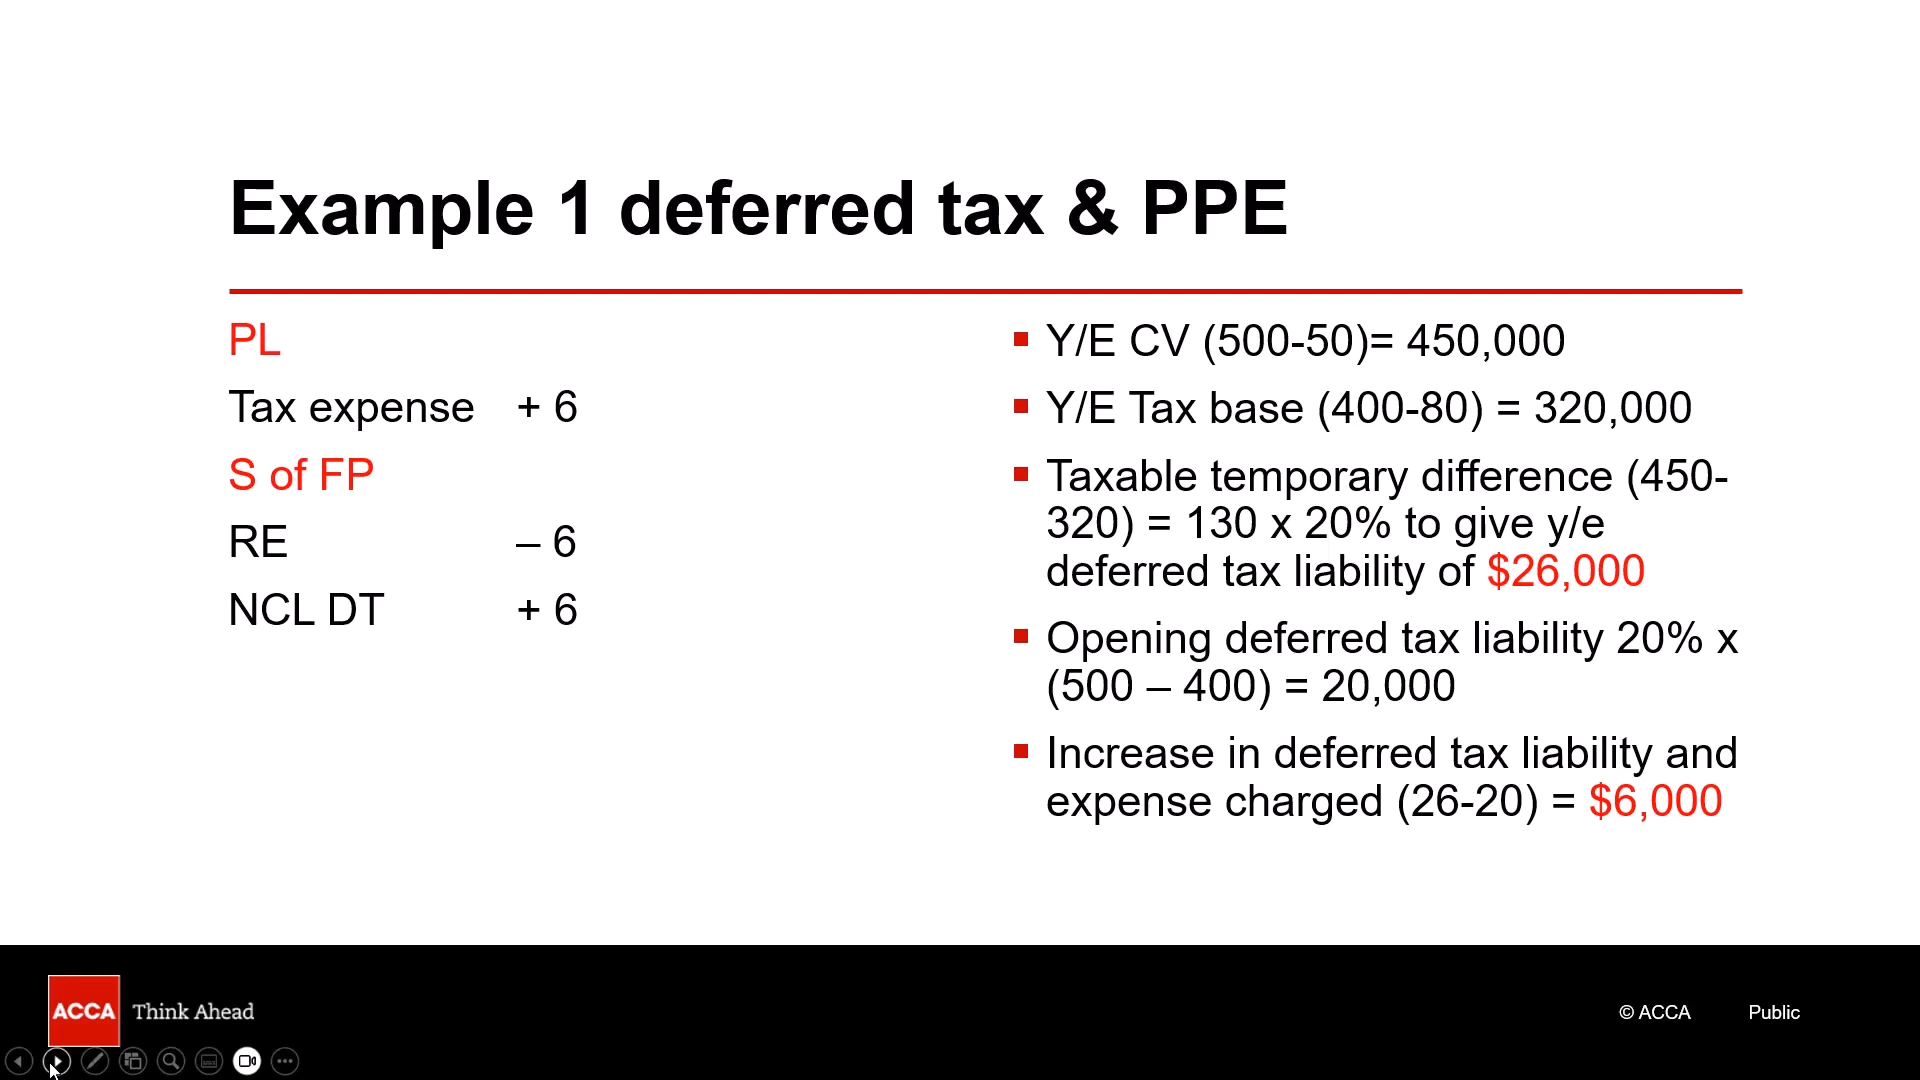 Example 1 deferred tax & PPE
PL
Tax expense + 6
S of FP
RE – 6
NCL DT + 6
Y/E CV (500-50)= 450,000
Y/E Tax base (400-80) = 320,000
Taxable temporary difference (450-
320) = 130 x 20% to give y/e
deferred tax liability of $26,000
Opening deferred tax liability 20% x
(500 – 400) = 20,000
Increase in deferred tax liability and
expense charged (26-20) = $6,000
ACCA Think Ahead
© ACCA Public